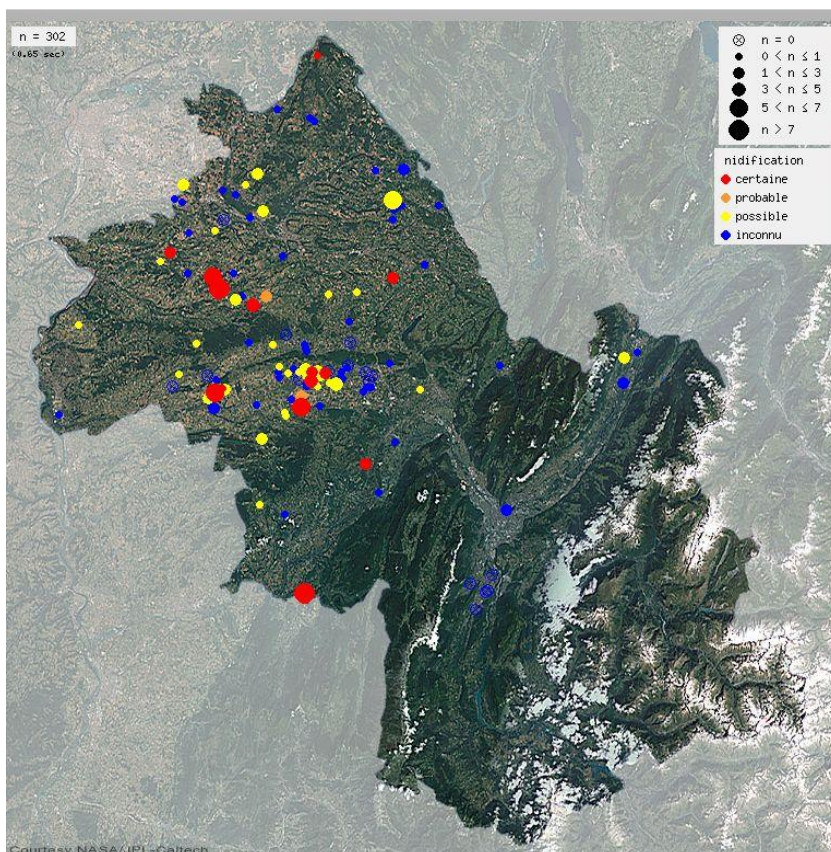 n = 302
(0.65 sec)
n = 0
0 < n ≤ 1
1 < n ≤ 3
3 < n ≤ 5
5 < n ≤ 7
n > 7
nidification
certaine
probable
possible
inconnu
Courtesy NASA/JPL-Caltech